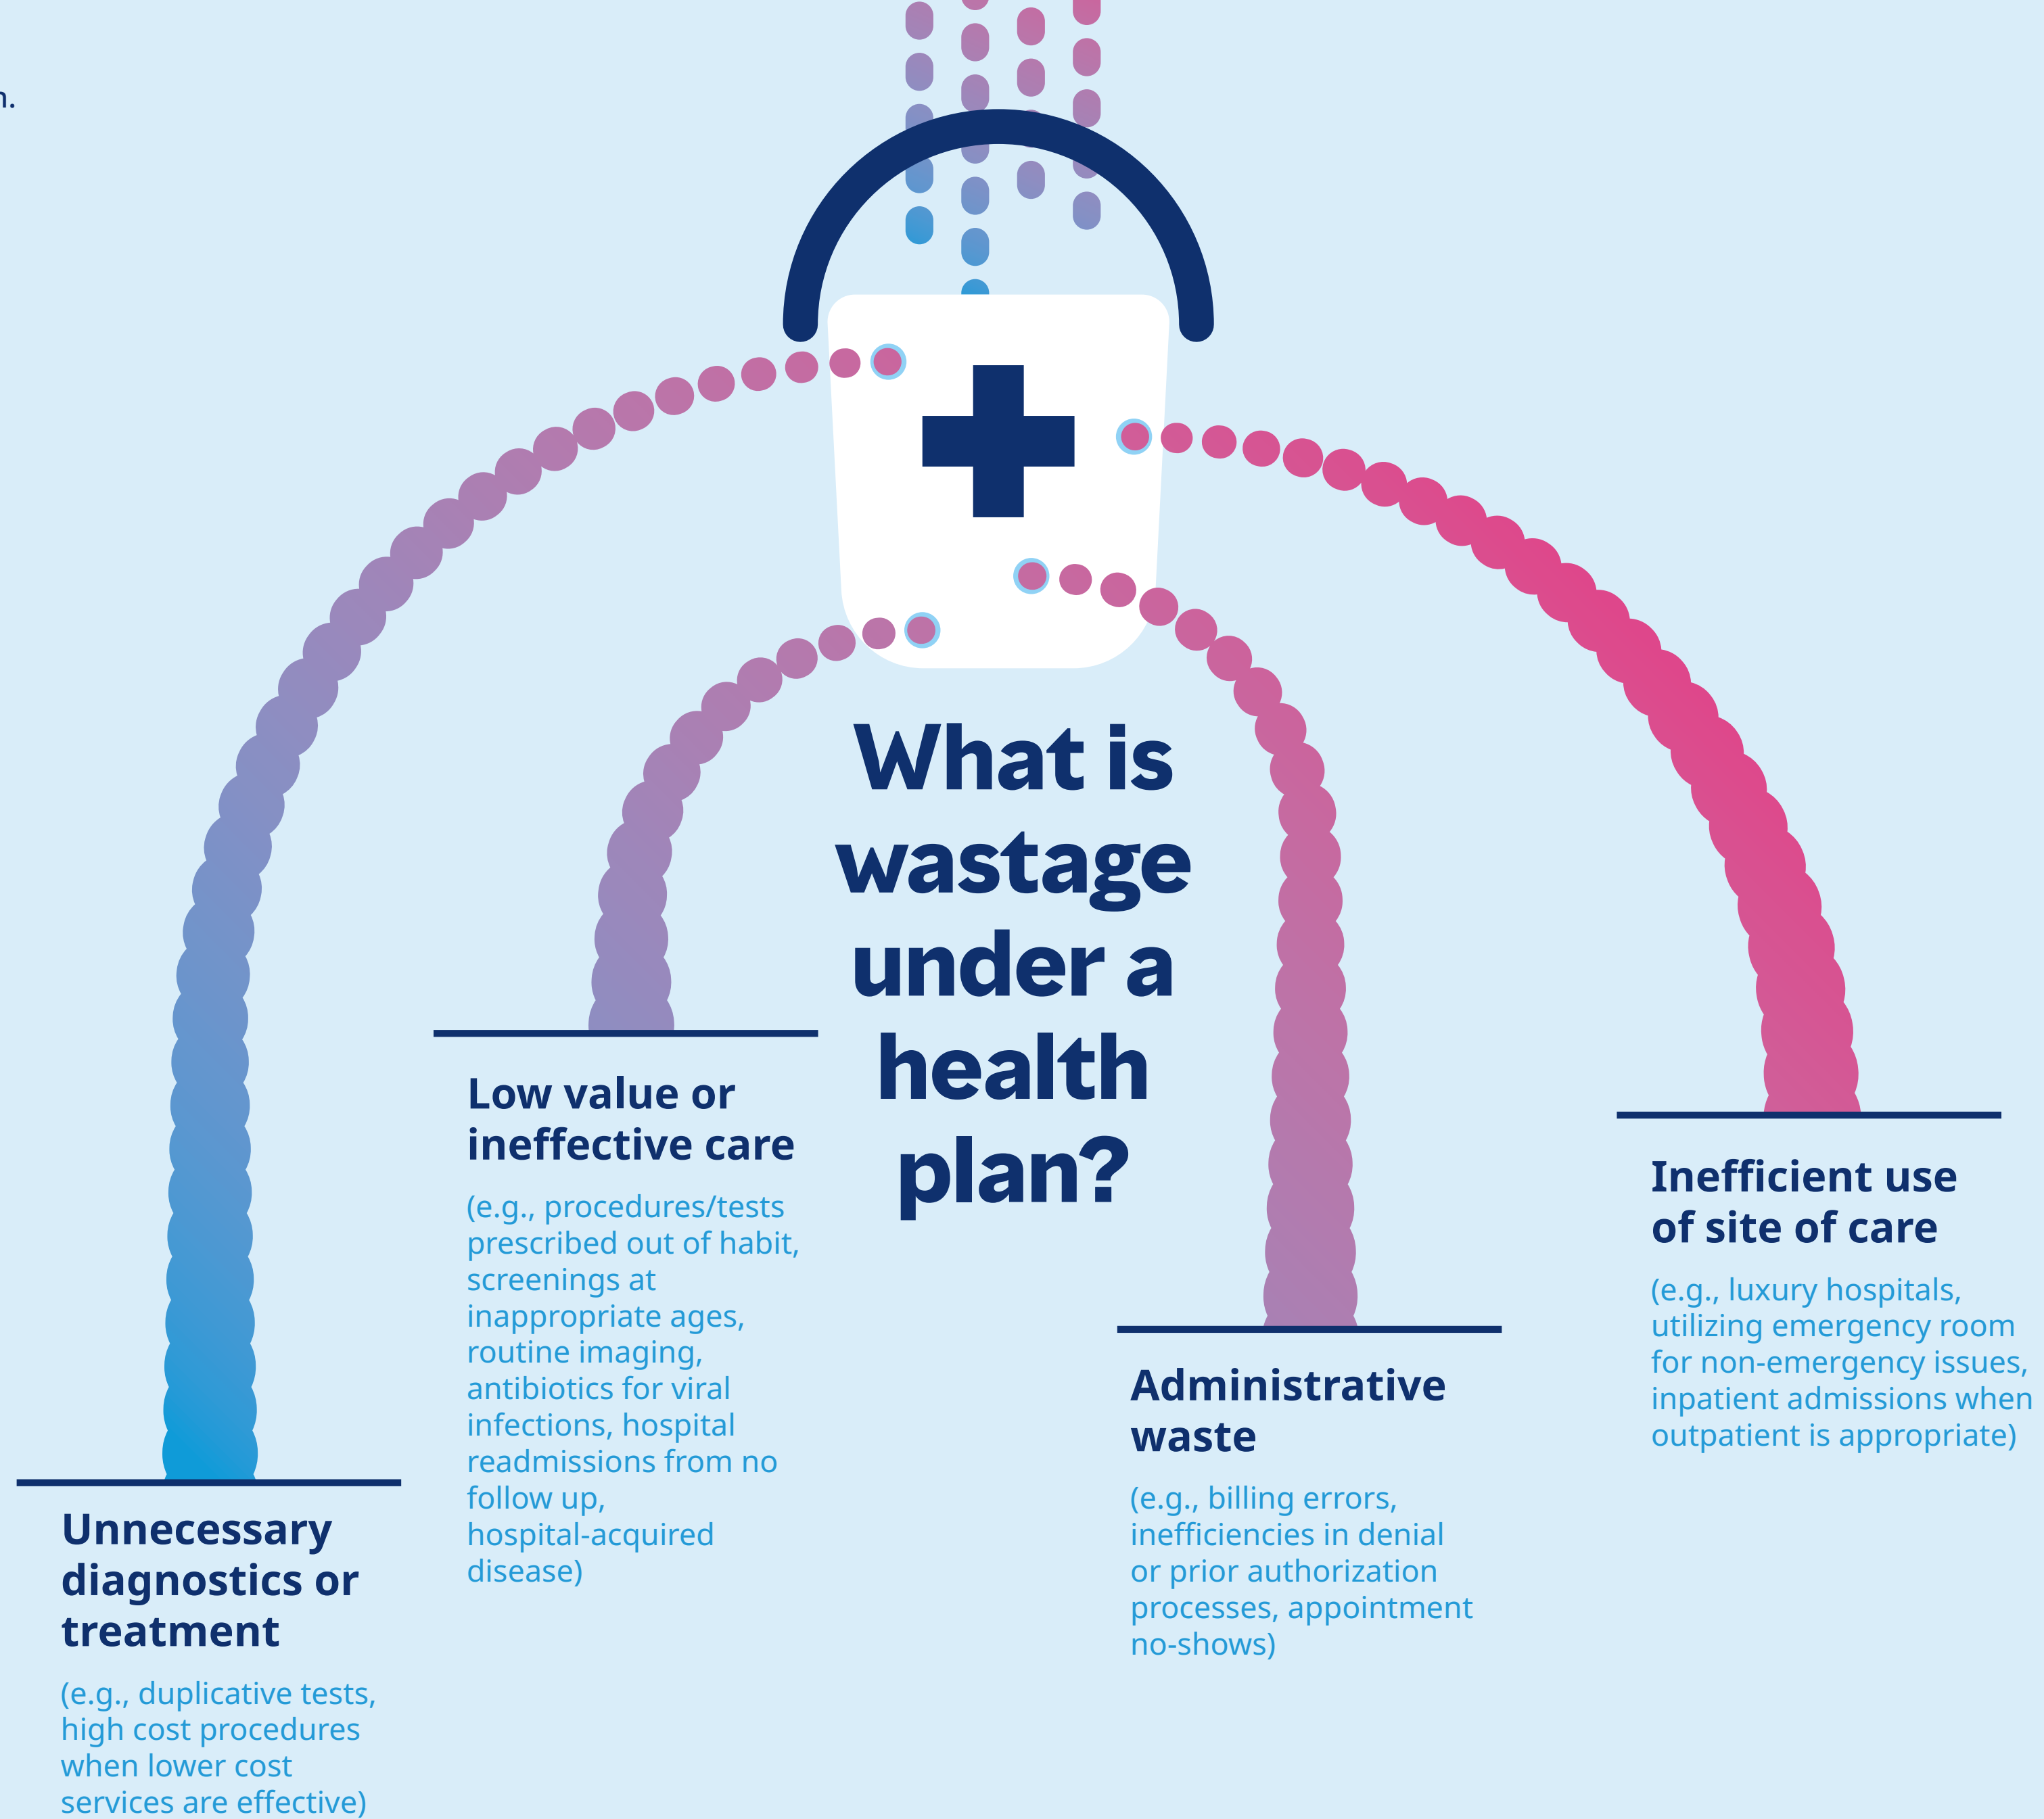 What is
wastage
under a
health
plan?
Unnecessary
diagnostics or
treatment
(e.g., duplicative tests,
high cost procedures
when lower cost
services are effective)
Low value or
ineffective care
(e.g., procedures/tests
prescribed out of habit,
screenings at
inappropriate ages,
routine imaging,
antibiotics for viral
infections, hospital
readmissions from no
follow up,
hospital-acquired
disease)
Administrative
waste
(e.g., billing errors,
inefficiencies in denial
or prior authorization
processes, appointment
no-shows)
Inefficient use
of site of care
(e.g., luxury hospitals,
utilizing emergency room
for non-emergency issues,
inpatient admissions when
outpatient is appropriate)